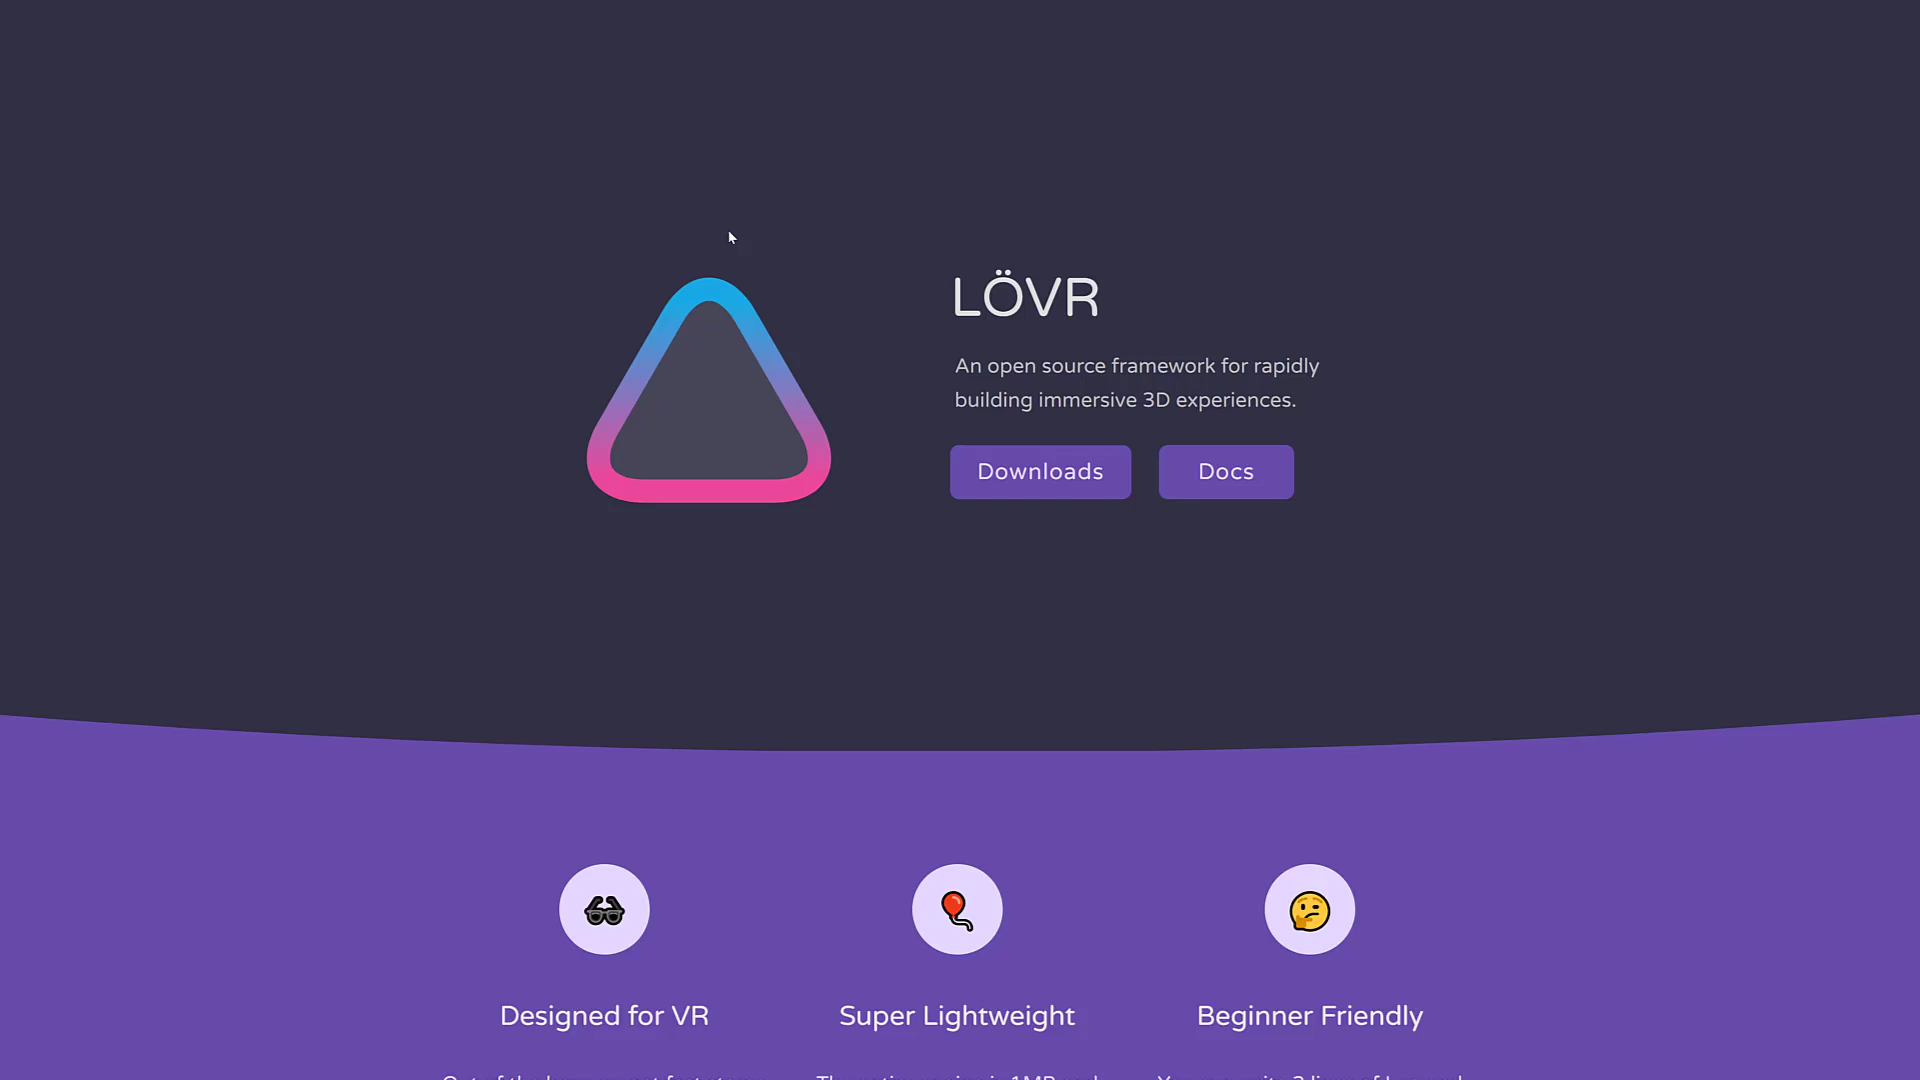 LÖVR
An open source framework for rapidly
building immersive 3D experiences.
Downloads
Docs
Designed for VR
Super Lightweight
Beginner Friendly